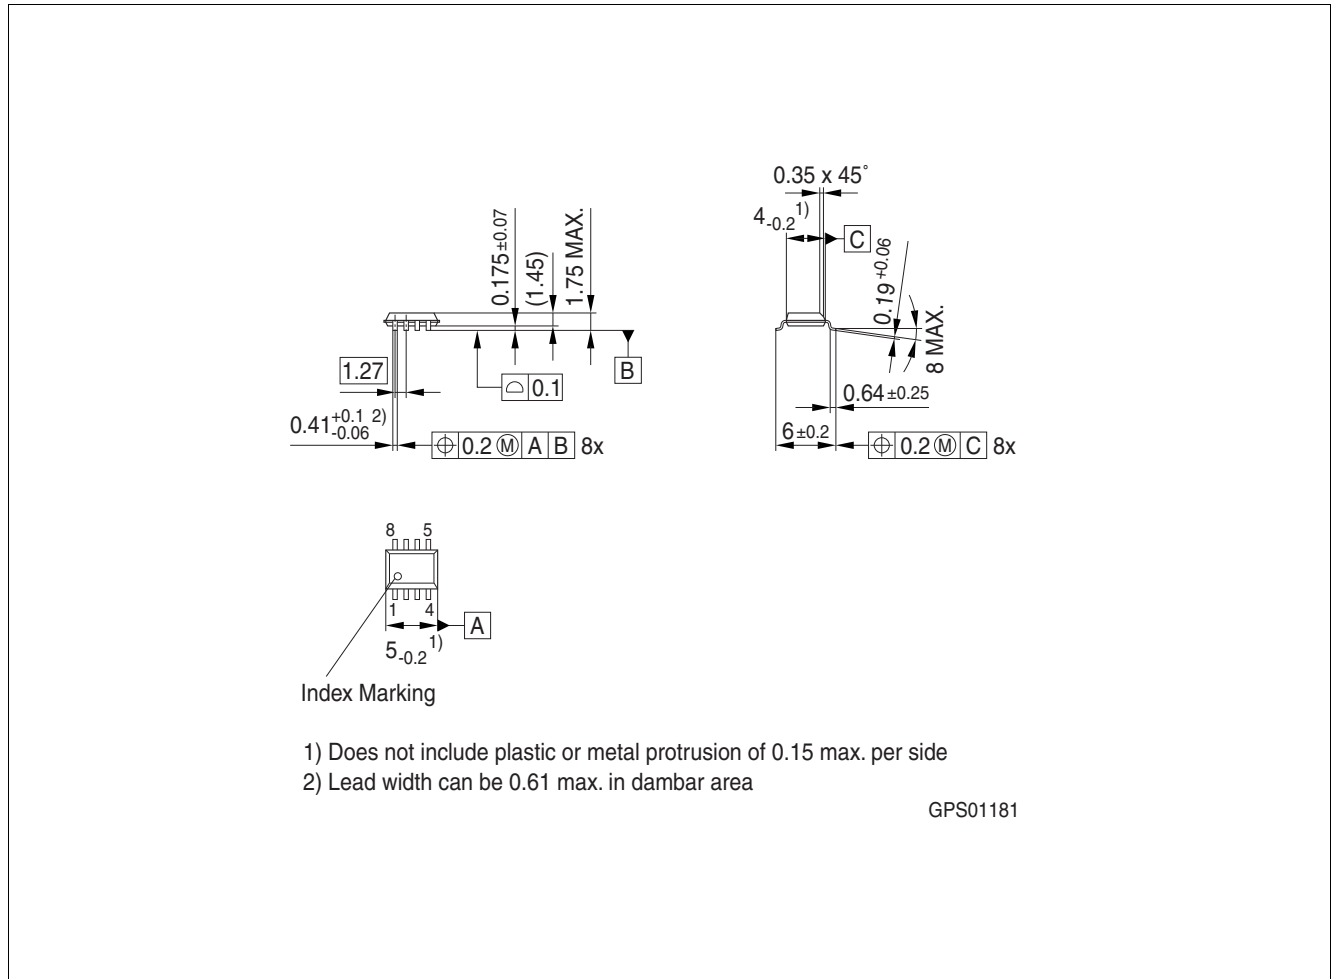 0.35 x 45°
4-0.2 1)
C
0.175±0.07
(1.45)
1.75 MAX.
0.19 +0.06
8 MAX.
1.27
B
⌓ 0.1
0.64±0.25
0.41 +0.1 -0.06 2)
6±0.2
⌖ 0.2 Ⓜ A B 8x
⌖ 0.2 Ⓜ C 8x
8 5
1 4
A
5-0.2 1)
Index Marking
1) Does not include plastic or metal protrusion of 0.15 max. per side
2) Lead width can be 0.61 max. in dambar area
GPS01181